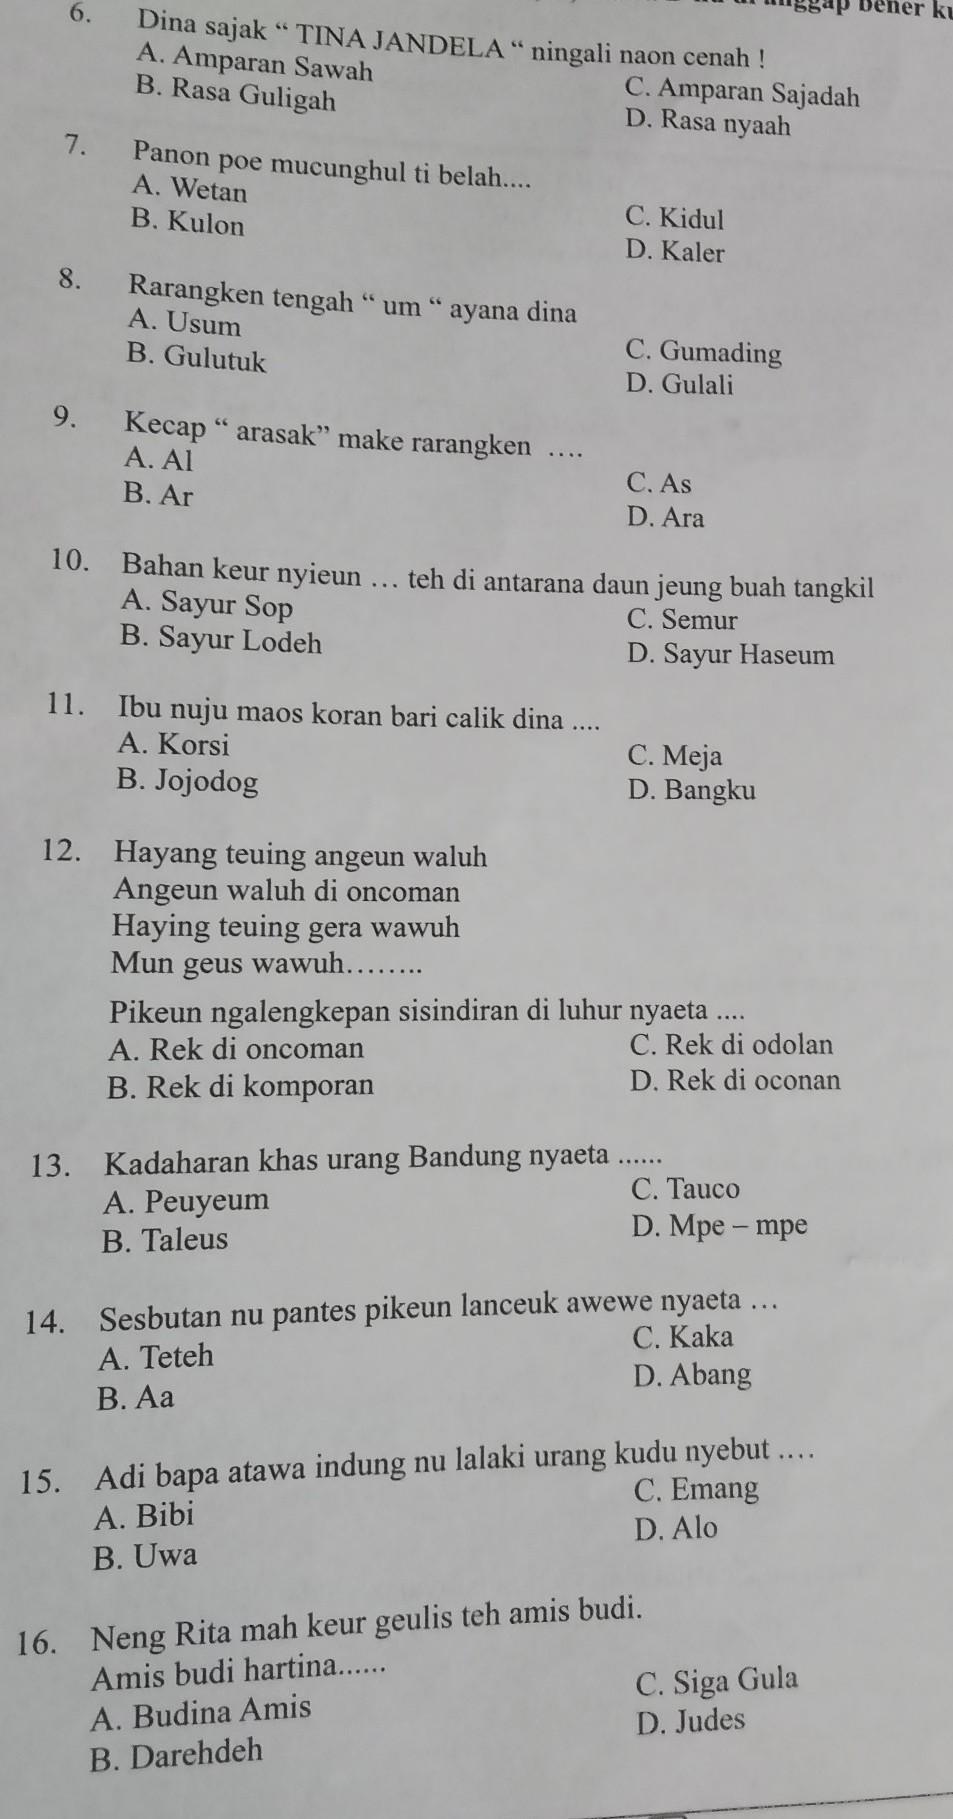 bener
6. Dina sajak “ TINA JANDELA “ ningali naon cenah !
A. Amparan Sawah
C. Amparan Sajadah
B. Rasa Guligah
D. Rasa nyaah
7. Panon poe mucunghul ti belah....
A. Wetan
C. Kidul
B. Kulon
D. Kaler
8. Rarangken tengah “ um “ ayana dina
A. Usum
C. Gumading
B. Gulutuk
D. Gulali
9. Kecap “ arasak” make rarangken ....
A. Al
C. As
B. Ar
D. Ara
10. Bahan keur nyieun ... teh di antarana daun jeung buah tangkil
A. Sayur Sop
C. Semur
B. Sayur Lodeh
D. Sayur Haseum
11. Ibu nuju maos koran bari calik dina ....
A. Korsi
C. Meja
B. Jojodog
D. Bangku
12. Hayang teuing angeun waluh
Angeun waluh di oncoman
Haying teuing gera wawuh
Mun geus wawuh........
Pikeun ngalengkepan sisindiran di luhur nyaeta ....
A. Rek di oncoman
C. Rek di odolan
B. Rek di komporan
D. Rek di oconan
13. Kadaharan khas urang Bandung nyaeta ......
A. Peuyeum
C. Tauco
B. Taleus
D. Mpe – mpe
14. Sesbutan nu pantes pikeun lanceuk awewe nyaeta ...
A. Teteh
C. Kaka
B. Aa
D. Abang
15. Adi bapa atawa indung nu lalaki urang kudu nyebut ....
A. Bibi
C. Emang
B. Uwa
D. Alo
16. Neng Rita mah keur geulis teh amis budi.
Amis budi hartina......
A. Budina Amis
C. Siga Gula
B. Darehdeh
D. Judes